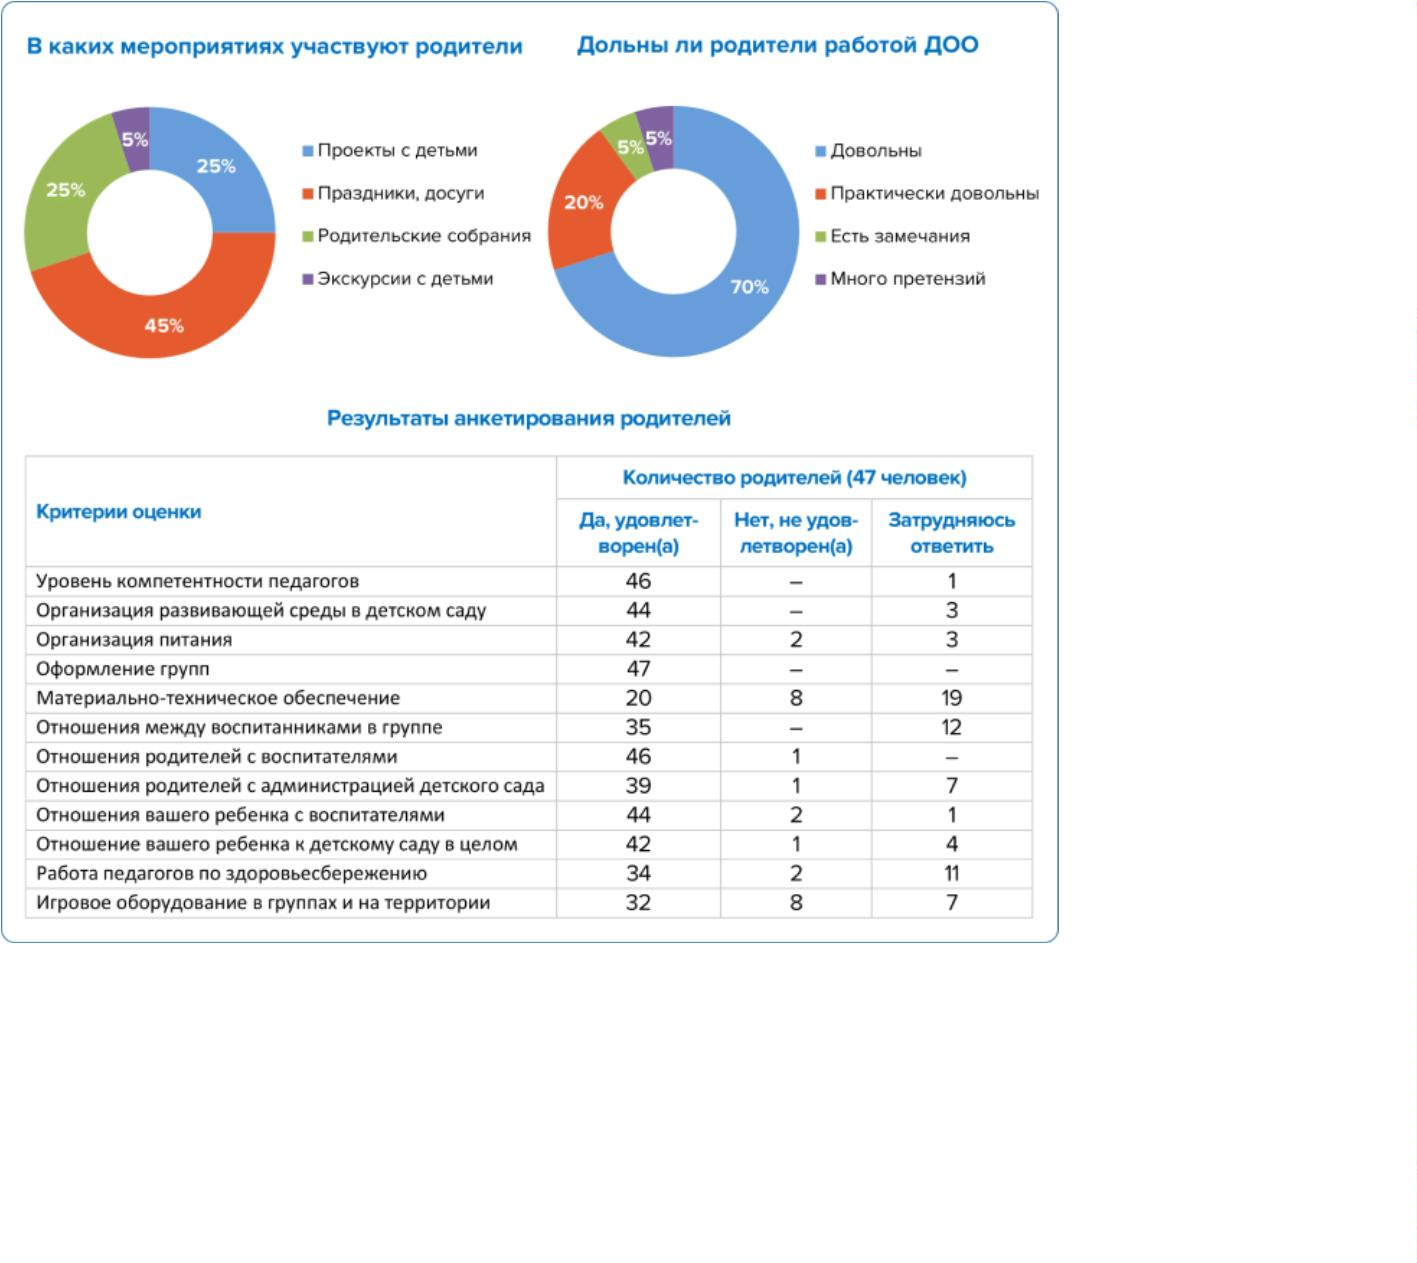 В каких мероприятиях участвуют родители
25%
45%
25%
5%
Проекты с детьми
Праздники, досуги
Родительские собрания
Экскурсии с детьми
Дольны ли родители работой ДОО
70%
20%
5%
5%
Довольны
Практически довольны
Есть замечания
Много претензий
Результаты анкетирования родителей
Критерии оценки
Количество родителей (47 человек)
Да, удовлет-
ворен(а)
Нет, не удов-
летворен(а)
Затрудняюсь
ответить
Уровень компетентности педагогов 46 – 1
Организация развивающей среды в детском саду 44 – 3
Организация питания 42 2 3
Оформление групп 47 – –
Материально-техническое обеспечение 20 8 19
Отношения между воспитанниками в группе 35 – 12
Отношения родителей с воспитателями 46 1 –
Отношения родителей с администрацией детского сада 39 1 7
Отношения вашего ребенка с воспитателями 44 2 1
Отношение вашего ребенка к детскому саду в целом 42 1 4
Работа педагогов по здоровьесбережению 34 2 11
Игровое оборудование в группах и на территории 32 8 7